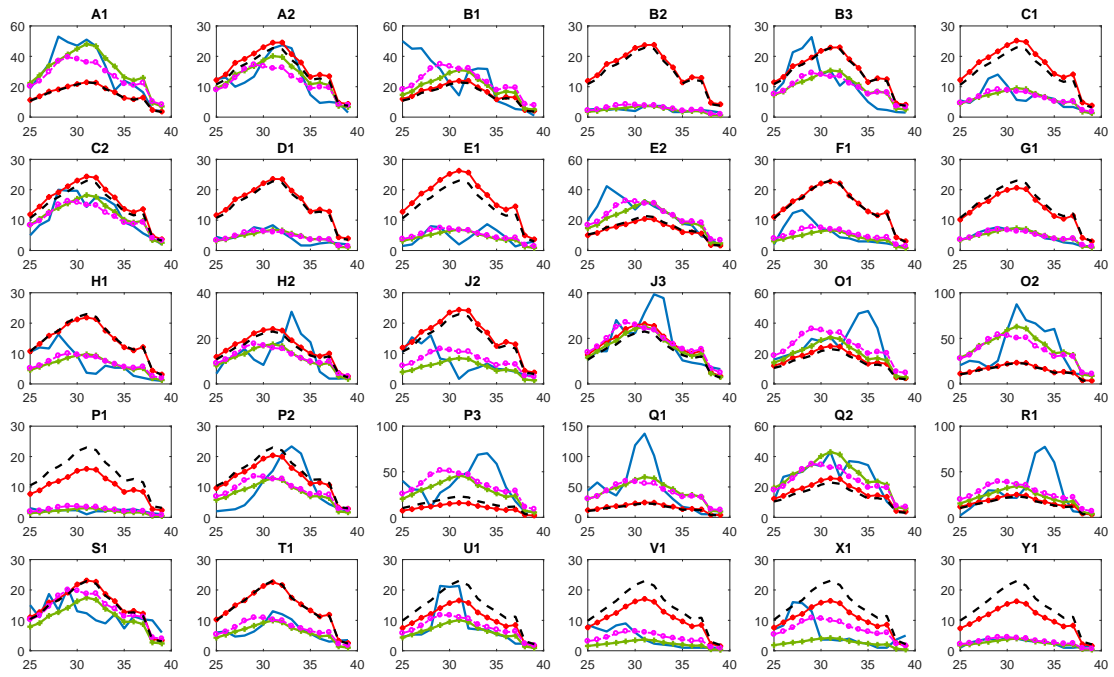 A1 A2 B1 B2 B3 C1
60 30 60 30 30 30
40 20 40 20 20 20
20 10 20 10 10 10
0 0 0 0 0 0
25 30 35 40 25 30 35 40 25 30 35 40 25 30 35 40 25 30 35 40 25 30 35 40
C2 D1 E1 E2 F1 G1
30 30 30 60 30 30
20 20 20 40 20 20
10 10 10 20 10 10
0 0 0 0 0 0
25 30 35 40 25 30 35 40 25 30 35 40 25 30 35 40 25 30 35 40 25 30 35 40
H1 H2 J2 J3 O1 O2
30 40 30 40 60 100
20 20 40
20 20 50
10 10 20
0 0 0 0 0 0
25 30 35 40 25 30 35 40 25 30 35 40 25 30 35 40 25 30 35 40 25 30 35 40
P1 P2 P3 Q1 Q2 R1
30 30 100 150 60 100
20 20 100 40
50 50
10 10 50 20
0 0 0 0 0 0
25 30 35 40 25 30 35 40 25 30 35 40 25 30 35 40 25 30 35 40 25 30 35 40
S1 T1 U1 V1 X1 Y1
30 30 30 30 30 30
20 20 20 20 20 20
10 10 10 10 10 10
0 0 0 0 0 0
25 30 35 40 25 30 35 40 25 30 35 40 25 30 35 40 25 30 35 40 25 30 35 40